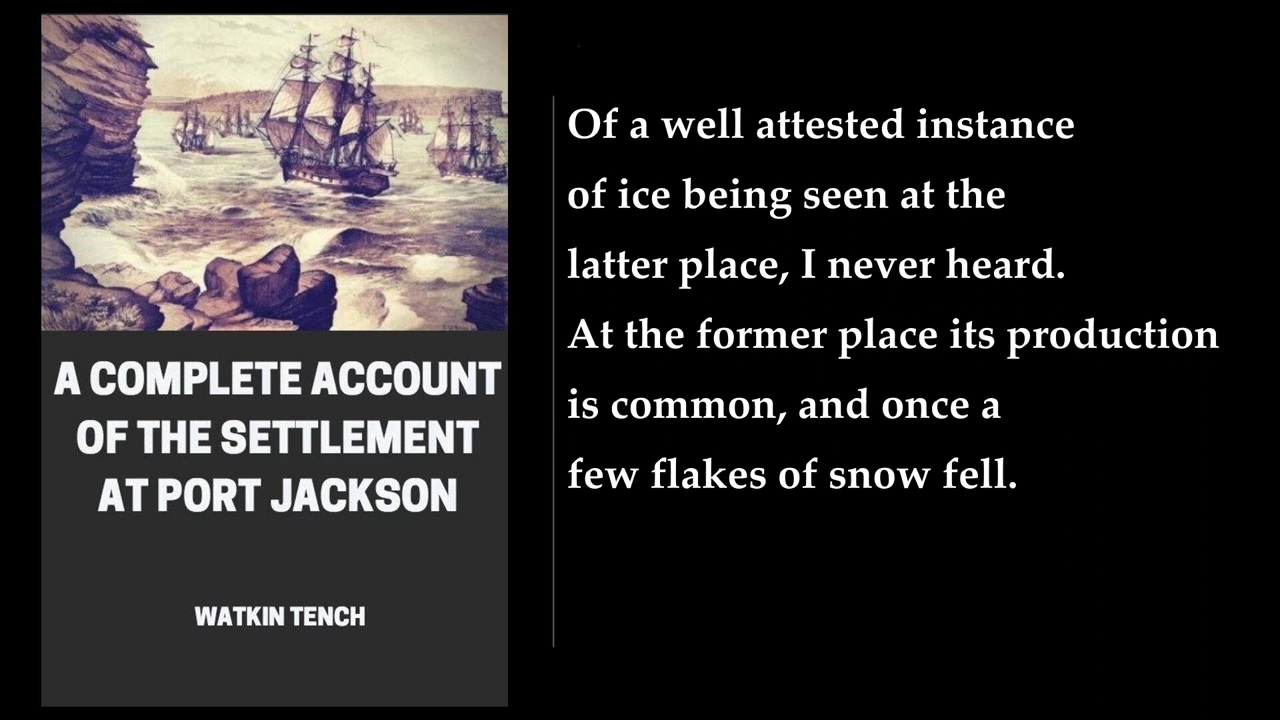 A COMPLETE ACCOUNT
OF THE SETTLEMENT
AT PORT JACKSON
WATKIN TENCH
Of a well attested instance
of ice being seen at the
latter place, I never heard.
At the former place its production
is common, and once a
few flakes of snow fell.